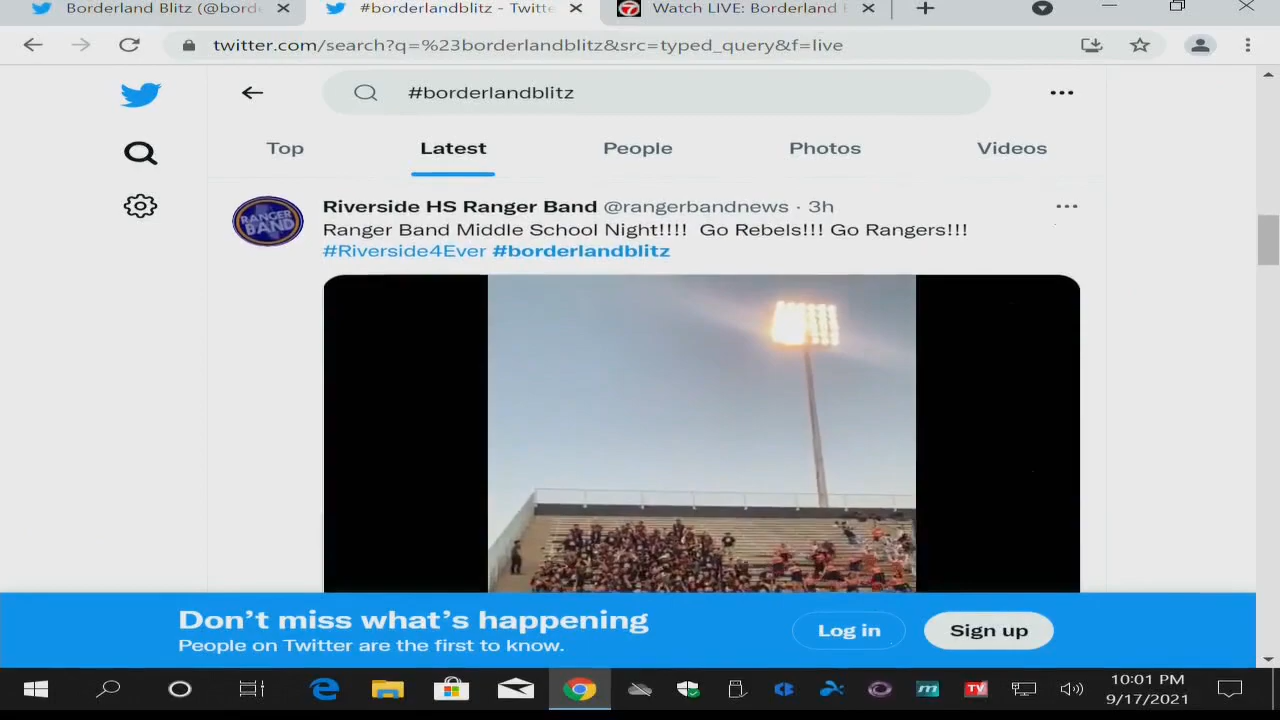 Borderland Blitz (@bord
#borderlandblitz - Twitte
Watch LIVE: Borderland
twitter.com/search?q=%23borderlandblitz&src=typed_query&f=live
#borderlandblitz
Top
Latest
People
Photos
Videos
RANGER BAND
Riverside HS Ranger Band @rangerbandnews · 3h
Ranger Band Middle School Night!!!! Go Rebels!!! Go Rangers!!!
#Riverside4Ever #borderlandblitz
Don't miss what's happening
People on Twitter are the first to know.
Log in
Sign up
10:01 PM
9/17/2021